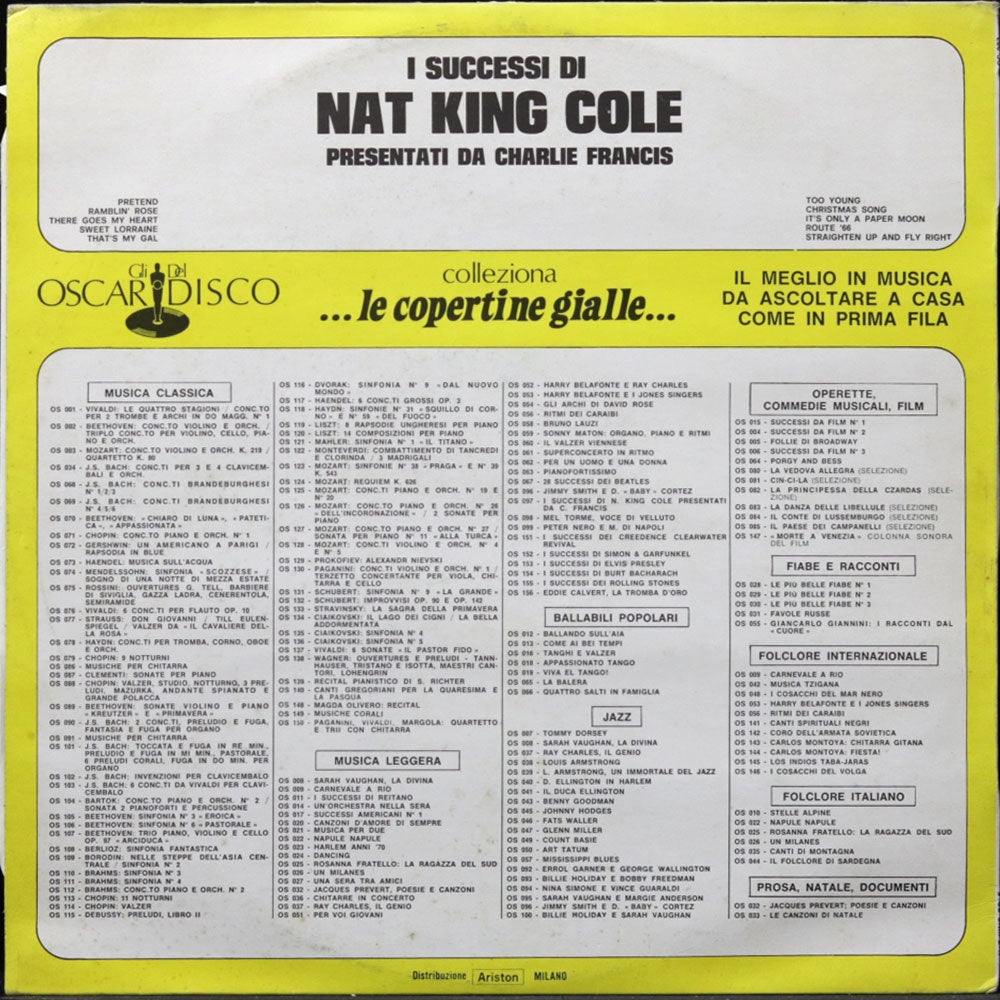 I SUCCESSI DI
NAT KING COLE
PRESENTATI DA CHARLIE FRANCIS
PRETEND
RAMBLIN' ROSE
THERE GOES MY HEART
SWEET LORRAINE
THAT'S MY GAL
TOO YOUNG
CHRISTMAS SONG
IT'S ONLY A PAPER MOON
ROUTE '66
STRAIGHTEN UP AND FLY RIGHT
Gli Del
OSCAR DISCO
colleziona
...le copertine gialle...
IL MEGLIO IN MUSICA
DA ASCOLTARE A CASA
COME IN PRIMA FILA
MUSICA CLASSICA
OS 001 - VIVALDI: LE QUATTRO STAGIONI / CONC.TO
PER 2 TROMBE E ARCHI IN DO MAGG. N° 1
OS 002 - BEETHOVEN: CONC.TO VIOLINO E ORCH. /
TRIPLO CONC.TO PER VIOLINO, CELLO, PIA-
NO E ORCH.
OS 003 - MOZART: CONC.TO VIOLINO E ORCH. K. 219 /
QUARTETTO K. 80
OS 034 - J.S. BACH: CONC.TI PER 3 E 4 CLAVICEM-
BALI E ORCH.
OS 068 - J.S. BACH: CONC.TI BRANDEBURGHESI
N° 1/2/3
OS 069 - J.S. BACH: CONC.TI BRANDEBURGHESI
N° 4/5/6
OS 070 - BEETHOVEN: «CHIARO DI LUNA», «PATETI-
CA», «APPASSIONATA»
OS 071 - CHOPIN: CONC.TO PIANO E ORCH. N° 1
OS 072 - GERSHWIN: UN AMERICANO A PARIGI /
RAPSODIA IN BLUE
OS 073 - HAENDEL: MUSICA SULL'ACQUA
OS 074 - MENDELSSOHN: SINFONIA «SCOZZESE» /
SOGNO DI UNA NOTTE DI MEZZA ESTATE
OS 075 - ROSSINI: OUVERTURES G. TELL, BARBIERE
DI SIVIGLIA, GAZZA LADRA, CENERENTOLA,
SEMIRAMIDE
OS 076 - VIVALDI: 6 CONC.TI PER FLAUTO OP. 10
OS 077 - STRAUSS: DON GIOVANNI / TILL EULEN-
SPIEGEL / VALZER DA «IL CAVALIERE DEL-
LA ROSA»
OS 078 - HAYDN: CONC.TI PER TROMBA, CORNO, OBOE
E ORCH.
OS 079 - CHOPIN: 9 NOTTURNI
OS 086 - MUSICHE PER CHITARRA
OS 087 - CLEMENTI: SONATE PER PIANO
OS 088 - CHOPIN: VALZER, STUDIO, NOTTURNO, 3 PRE-
LUDI, MAZURKA, ANDANTE SPIANATO E
GRANDE POLACCA
OS 089 - BEETHOVEN: SONATE VIOLINO E PIANO
«KREUTZER» E «PRIMAVERA»
OS 090 - J.S. BACH: 2 CONC.TI, PRELUDIO E FUGA,
FANTASIA E FUGA PER ORGANO
OS 091 - MUSICHE PER CHITARRA
OS 101 - J.S. BACH: TOCCATA E FUGA IN RE MIN.,
PRELUDIO E FUGA IN MI MIN., PASTORALE,
6 PRELUDI CORALI, FUGA IN DO MIN. PER
ORGANO
OS 102 - J.S. BACH: INVENZIONI PER CLAVICEMBALO
OS 103 - J.S. BACH: 6 CONC.TI DA VIVALDI PER CLAVI-
CEMBALO
OS 104 - BARTOK: CONC.TO PIANO E ORCH. N° 2 /
SONATA 2 PIANOFORTI E PERCUSSIONE
OS 105 - BEETHOVEN: SINFONIA N° 3 «EROICA»
OS 106 - BEETHOVEN: SINFONIA N° 6 «PASTORALE»
OS 107 - BEETHOVEN: TRIO PIANO, VIOLINO E CELLO
OP. 97 «ARCIDUCA»
OS 108 - BERLIOZ: SINFONIA FANTASTICA
OS 109 - BORODIN: NELLE STEPPE DELL'ASIA CEN-
TRALE / SINFONIA N° 2
OS 110 - BRAHMS: SINFONIA N° 3
OS 111 - BRAHMS: SINFONIA N° 4
OS 112 - BRAHMS: CONC.TO PIANO E ORCH. N° 2
OS 113 - CHOPIN: 11 NOTTURNI
OS 114 - CHOPIN: VALZER
OS 115 - DEBUSSY: PRELUDI, LIBRO II
OS 116 - DVORAK: SINFONIA N° 9 «DAL NUOVO
MONDO»
OS 117 - HAENDEL: 6 CONC.TI GROSSI OP. 3
OS 118 - HAYDN: SINFONIE N° 31 «SQUILLO DI COR-
NO» E N° 59 «DEL FUOCO»
OS 119 - LISZT: 6 RAPSODIE UNGHERESI PER PIANO
OS 120 - LISZT: 14 COMPOSIZIONI PER PIANO
OS 121 - MAHLER: SINFONIA N° 1 «IL TITANO»
OS 122 - MONTEVERDI: COMBATTIMENTO DI TANCREDI
E CLORINDA / 3 MADRIGALI
OS 123 - MOZART: SINFONIE N° 38 «PRAGA» E N° 39
K. 543
OS 124 - MOZART: REQUIEM K. 626
OS 125 - MOZART: CONC.TI PIANO E ORCH. N° 19 E
N° 20
OS 126 - MOZART: CONC.TO PIANO E ORCH. N° 26
«DELL'INCORONAZIONE» / 2 SONATE PER
PIANO
OS 127 - MOZART: CONC.TO PIANO E ORCH. N° 27 /
SONATA PER PIANO N° 11 «ALLA TURCA»
OS 128 - MOZART: CONC.TI VIOLINO E ORCH. N° 4
E N° 5
OS 129 - PROKOFIEV: ALEXANDER NIEVSKI
OS 130 - PAGANINI: CONC.TI VIOLINO E ORCH. N° 1 /
TERZETTO CONCERTANTE PER VIOLA, CHI-
TARRA E CELLO
OS 131 - SCHUBERT: SINFONIA N° 9 «LA GRANDE»
OS 132 - SCHUBERT: IMPROVVISI OP. 90 E OP. 142
OS 133 - STRAVINSKY: LA SAGRA DELLA PRIMAVERA
OS 134 - CIAIKOVSKI: IL LAGO DEI CIGNI / LA BELLA
ADDORMENTATA
OS 135 - CIAIKOVSKI: SINFONIA N° 4
OS 136 - CIAIKOVSKI: SINFONIA N° 5
OS 137 - VIVALDI: 6 SONATE «IL PASTOR FIDO»
OS 138 - WAGNER: OUVERTURES E PRELUDI - TANN-
HAUSER, TRISTANO E ISOTTA, MAESTRI CAN-
TORI, LOHENGRIN
OS 139 - RECITAL PIANISTICO DI S. RICHTER
OS 140 - CANTI GREGORIANI PER LA QUARESIMA E
LA PASQUA
OS 148 - MAGDA OLIVERO: RECITAL
OS 149 - MUSICHE CORALI
OS 150 - PAGANINI, VIVALDI, MARGOLA: QUARTETTO
E TRII CON CHITARRA
MUSICA LEGGERA
OS 008 - SARAH VAUGHAN, LA DIVINA
OS 009 - CARNEVALE A RIO
OS 011 - I SUCCESSI DI REITANO
OS 014 - UN'ORCHESTRA NELLA SERA
OS 017 - SUCCESSI AMERICANI N° 1
OS 020 - CANZONI D'AMORE DI SEMPRE
OS 021 - MUSICA PER DUE
OS 022 - NAPULE NAPULE
OS 023 - HARLEM ANNI '70
OS 024 - DANCING
OS 025 - ROSANNA FRATELLO: LA RAGAZZA DEL SUD
OS 026 - UN MILANES
OS 027 - UNA SERA TRA AMICI
OS 032 - JACQUES PREVERT, POESIE E CANZONI
OS 036 - CHITARRE IN CONCERTO
OS 037 - RAY CHARLES, IL GENIO
OS 051 - PER VOI GIOVANI
OS 052 - HARRY BELAFONTE E RAY CHARLES
OS 053 - HARRY BELAFONTE E I JONES SINGERS
OS 054 - GLI ARCHI DI DAVID ROSE
OS 056 - RITMI DEI CARAIBI
OS 058 - BRUNO LAUZI
OS 059 - SONNY MATON: ORGANO, PIANO E RITMI
OS 060 - IL VALZER VIENNESE
OS 061 - SUPERCONCERTO IN RITMO
OS 062 - PER UN UOMO E UNA DONNA
OS 063 - PIANOFORTISSIMO
OS 067 - 28 SUCCESSI DEI BEATLES
OS 096 - JIMMY SMITH E D. «BABY» CORTEZ
OS 097 - I SUCCESSI DI N. KING COLE PRESENTATI
DA C. FRANCIS
OS 098 - MEL TORME, VOCE DI VELLUTO
OS 099 - PETER NERO E M. DI NAPOLI
OS 151 - I SUCCESSI DEI CREEDENCE CLEARWATER
REVIVAL
OS 152 - I SUCCESSI DI SIMON & GARFUNKEL
OS 153 - I SUCCESSI DI ELVIS PRESLEY
OS 154 - I SUCCESSI DI BURT BACHARACH
OS 155 - I SUCCESSI DEI ROLLING STONES
OS 156 - EDDIE CALVERT, LA TROMBA D'ORO
BALLABILI POPOLARI
OS 012 - BALLANDO SULL'AIA
OS 013 - COME AI BEI TEMPI
OS 016 - TANGHI E VALZER
OS 018 - APPASSIONATO TANGO
OS 019 - VIVA EL TANGO!
OS 065 - LA BALERA
OS 066 - QUATTRO SALTI IN FAMIGLIA
JAZZ
OS 007 - TOMMY DORSEY
OS 008 - SARAH VAUGHAN, LA DIVINA
OS 037 - RAY CHARLES, IL GENIO
OS 038 - LOUIS ARMSTRONG
OS 039 - L. ARMSTRONG, UN IMMORTALE DEL JAZZ
OS 040 - D. ELLINGTON IN HARLEM
OS 041 - IL DUCA ELLINGTON
OS 043 - BENNY GOODMAN
OS 045 - JOHNNY HODGES
OS 046 - FATS WALLER
OS 047 - GLENN MILLER
OS 049 - COUNT BASIE
OS 050 - ART TATUM
OS 057 - MISSISSIPPI BLUES
OS 092 - ERROL GARNER E GEORGE WALLINGTON
OS 093 - BILLIE HOLIDAY E BOBBY FREEDMAN
OS 094 - NINA SIMONE E VINCE GUARALDI
OS 095 - SARAH VAUGHAN E MARGIE ANDERSON
OS 096 - JIMMY SMITH E D. «BABY» CORTEZ
OS 100 - BILLIE HOLIDAY E SARAH VAUGHAN
OPERETTE,
COMMEDIE MUSICALI, FILM
OS 015 - SUCCESSI DA FILM N° 1
OS 004 - SUCCESSI DA FILM N° 2
OS 005 - FOLLIE DI BROADWAY
OS 006 - SUCCESSI DA FILM N° 3
OS 064 - PORGY AND BESS
OS 080 - LA VEDOVA ALLEGRA (SELEZIONE)
OS 081 - CIN-CI-LA (SELEZIONE)
OS 082 - LA PRINCIPESSA DELLA CZARDAS (SELE-
ZIONE)
OS 083 - LA DANZA DELLE LIBELLULE (SELEZIONE)
OS 084 - IL CONTE DI LUSSEMBURGO (SELEZIONE)
OS 085 - IL PAESE DEI CAMPANELLI (SELEZIONE)
OS 147 - «MORTE A VENEZIA» COLONNA SONORA
DEL FILM
FIABE E RACCONTI
OS 028 - LE PIÙ BELLE FIABE N° 1
OS 029 - LE PIÙ BELLE FIABE N° 2
OS 030 - LE PIÙ BELLE FIABE N° 3
OS 031 - FAVOLE RUSSE
OS 055 - GIANCARLO GIANNINI: I RACCONTI DAL
«CUORE»
FOLCLORE INTERNAZIONALE
OS 009 - CARNEVALE A RIO
OS 042 - MUSICA TZIGANA
OS 048 - I COSACCHI DEL MAR NERO
OS 053 - HARRY BELAFONTE E I JONES SINGERS
OS 056 - RITMI DEI CARAIBI
OS 141 - CANTI SPIRITUALI NEGRI
OS 142 - CORO DELL'ARMATA SOVIETICA
OS 143 - CARLOS MONTOYA: CHITARRA GITANA
OS 144 - CARLOS MONTOYA: FIESTA!
OS 145 - LOS INDIOS TABA-JARAS
OS 146 - I COSACCHI DEL VOLGA
FOLCLORE ITALIANO
OS 010 - STELLE ALPINE
OS 022 - NAPULE NAPULE
OS 025 - ROSANNA FRATELLO: LA RAGAZZA DEL SUD
OS 026 - UN MILANES
OS 035 - CANTI DI MONTAGNA
OS 044 - IL FOLCLORE DI SARDEGNA
PROSA, NATALE, DOCUMENTI
OS 032 - JACQUES PREVERT; POESIE E CANZONI
OS 033 - LE CANZONI DI NATALE
Distribuzione Ariston MILANO